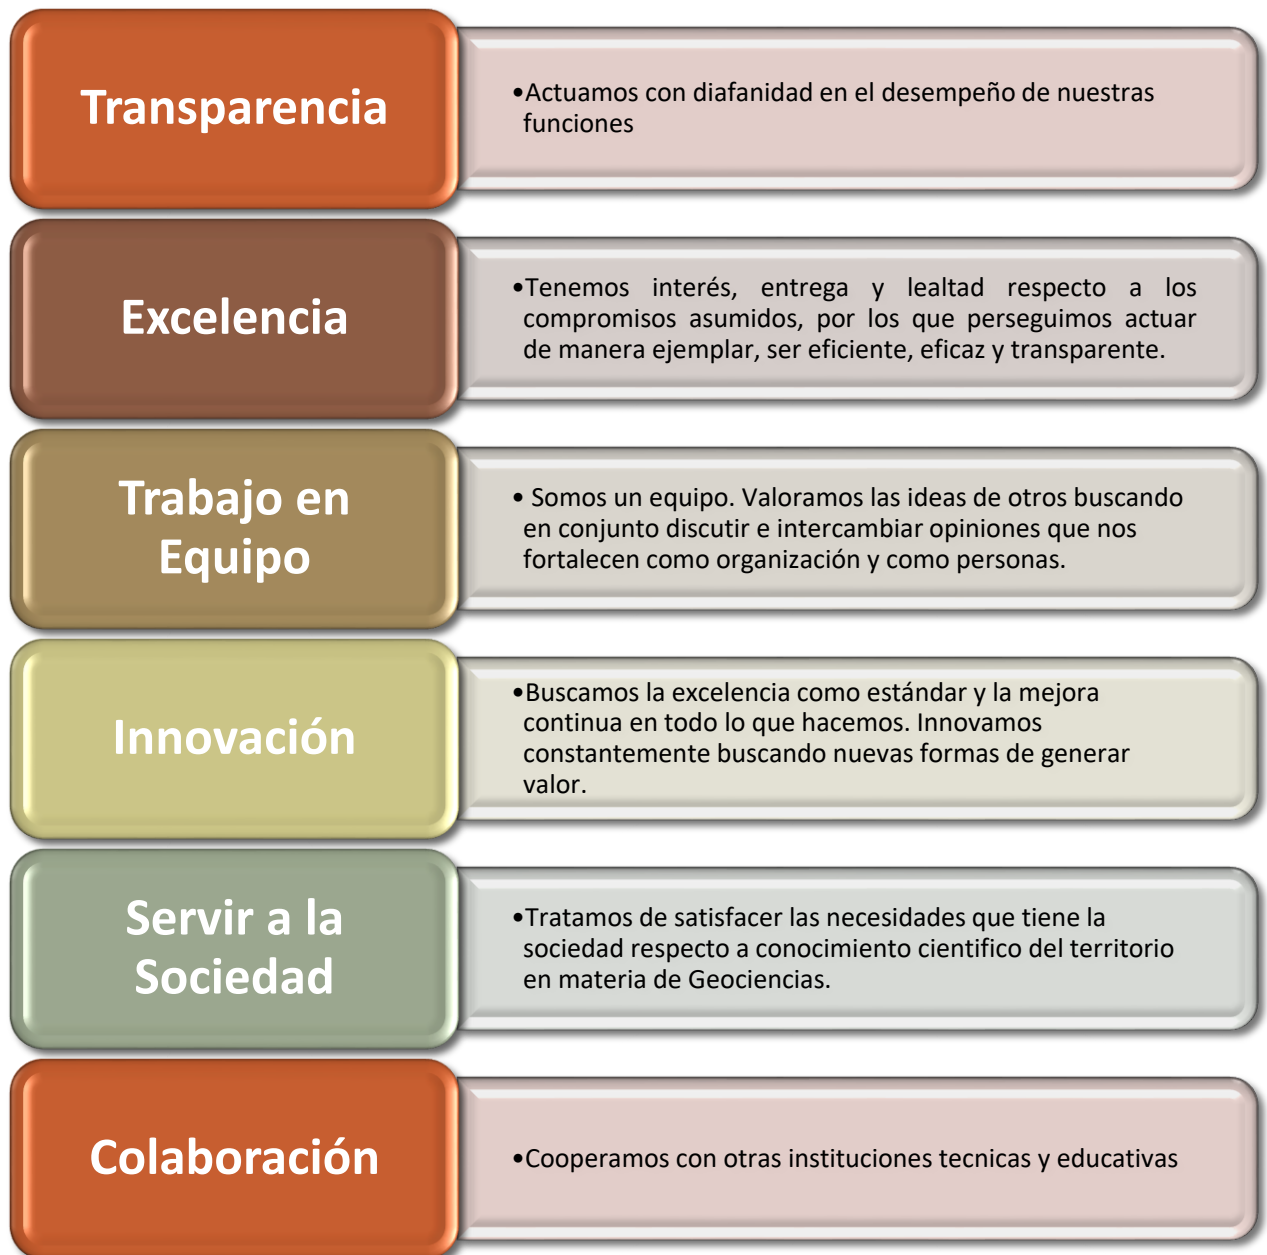 Transparencia
•Actuamos con diafanidad en el desempeño de nuestras
funciones
Excelencia
•Tenemos interés, entrega y lealtad respecto a los
compromisos asumidos, por los que perseguimos actuar
de manera ejemplar, ser eficiente, eficaz y transparente.
Trabajo en
Equipo
• Somos un equipo. Valoramos las ideas de otros buscando
en conjunto discutir e intercambiar opiniones que nos
fortalecen como organización y como personas.
Innovación
•Buscamos la excelencia como estándar y la mejora
continua en todo lo que hacemos. Innovamos
constantemente buscando nuevas formas de generar
valor.
Servir a la
Sociedad
•Tratamos de satisfacer las necesidades que tiene la
sociedad respecto a conocimiento cientifico del territorio
en materia de Geociencias.
Colaboración
•Cooperamos con otras instituciones tecnicas y educativas